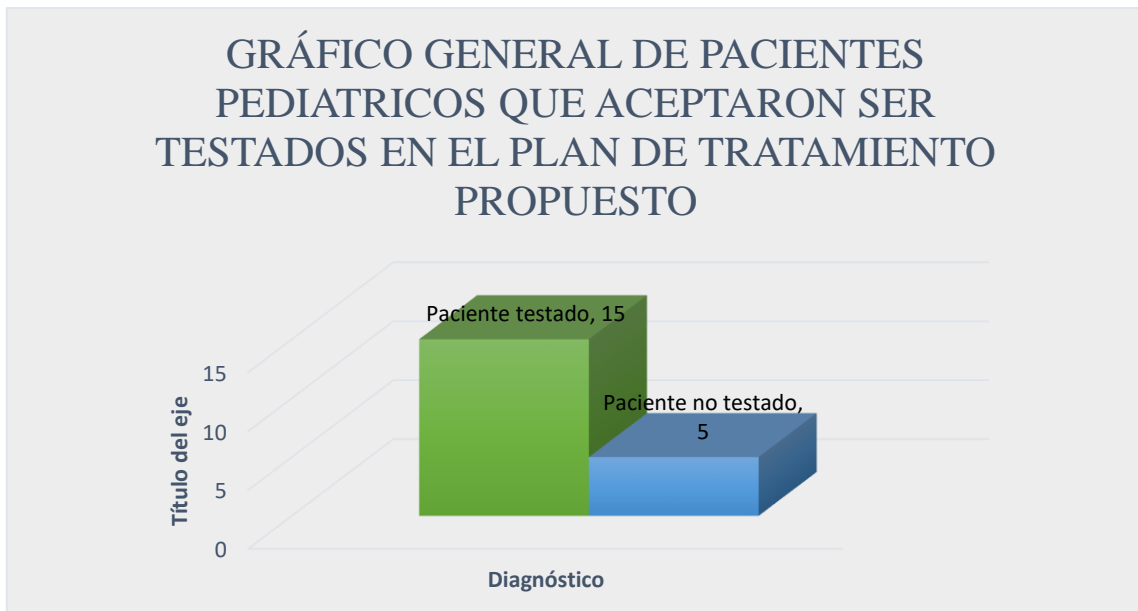 GRÁFICO GENERAL DE PACIENTES
PEDIATRICOS QUE ACEPTARON SER
TESTADOS EN EL PLAN DE TRATAMIENTO
PROPUESTO
Paciente testado, 15
Paciente no testado,
5
15
10
5
0
Título del eje
Diagnóstico